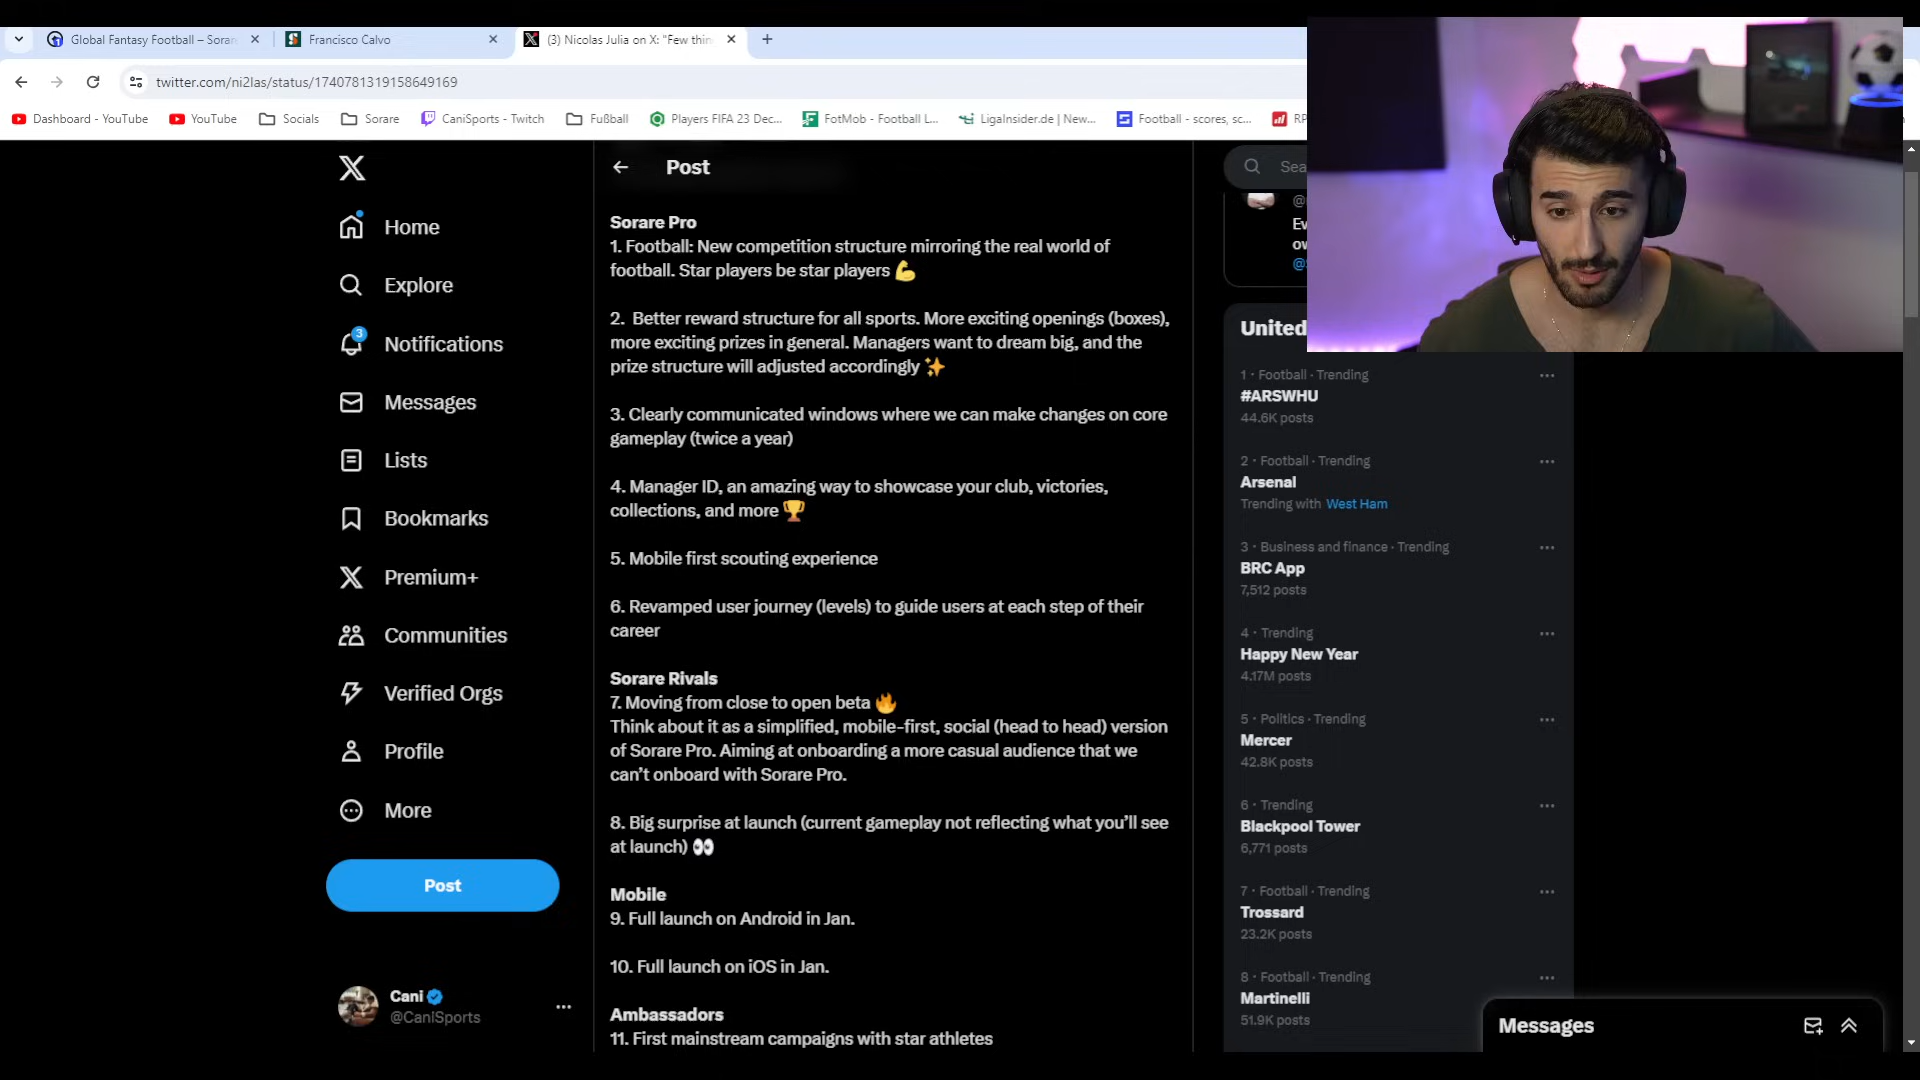 Global Fantasy Football – Sorar
Francisco Calvo
(3) Nicolas Julia on X: "Few thin
twitter.com/ni2las/status/1740781319158649169
Dashboard - YouTube
YouTube
Socials
Sorare
CaniSports - Twitch
Fußball
Players FIFA 23 Dec...
FotMob - Football L...
LigaInsider.de | New...
Football - scores, sc...
Home
Explore
3
Notifications
Messages
Lists
Bookmarks
Premium+
Communities
Verified Orgs
Profile
More
Post
Cani
@CaniSports
Post
Sorare Pro
1. Football: New competition structure mirroring the real world of
football. Star players be star players 💪
2. Better reward structure for all sports. More exciting openings (boxes),
more exciting prizes in general. Managers want to dream big, and the
prize structure will adjusted accordingly ✨
3. Clearly communicated windows where we can make changes on core
gameplay (twice a year)
4. Manager ID, an amazing way to showcase your club, victories,
collections, and more 🏆
5. Mobile first scouting experience
6. Revamped user journey (levels) to guide users at each step of their
career
Sorare Rivals
7. Moving from close to open beta 🔥
Think about it as a simplified, mobile-first, social (head to head) version
of Sorare Pro. Aiming at onboarding a more casual audience that we
can’t onboard with Sorare Pro.
8. Big surprise at launch (current gameplay not reflecting what you’ll see
at launch) 👀
Mobile
9. Full launch on Android in Jan.
10. Full launch on iOS in Jan.
Ambassadors
11. First mainstream campaigns with star athletes
United
1 · Football · Trending
#ARSWHU
44.6K posts
2 · Football · Trending
Arsenal
Trending with West Ham
3 · Business and finance · Trending
BRC App
7,512 posts
4 · Trending
Happy New Year
4.17M posts
5 · Politics · Trending
Mercer
42.8K posts
6 · Trending
Blackpool Tower
6,771 posts
7 · Football · Trending
Trossard
23.2K posts
8 · Football · Trending
Martinelli
51.9K posts
Messages